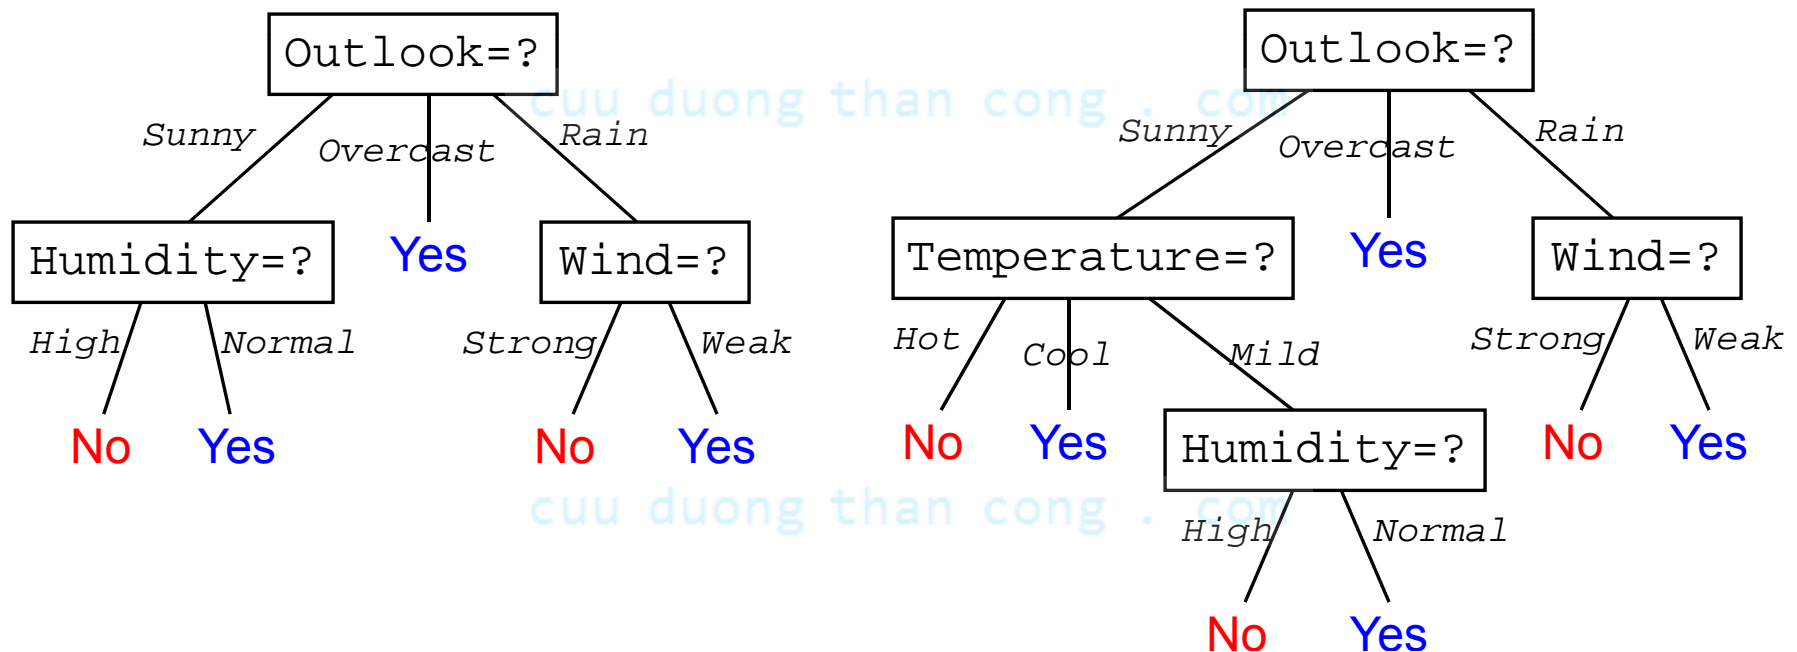 Outlook=?
Outlook=?
cuu duong than cong . com
Sunny
Overcast
Rain
Sunny
Overcast
Rain
Humidity=?
Yes
Wind=?
Temperature=?
Yes
Wind=?
High
Normal
Strong
Weak
Hot
Cool
Mild
Strong
Weak
No
Yes
No
Yes
No
Yes
Humidity=?
No
Yes
cuu duong than cong . com
High
Normal
No
Yes